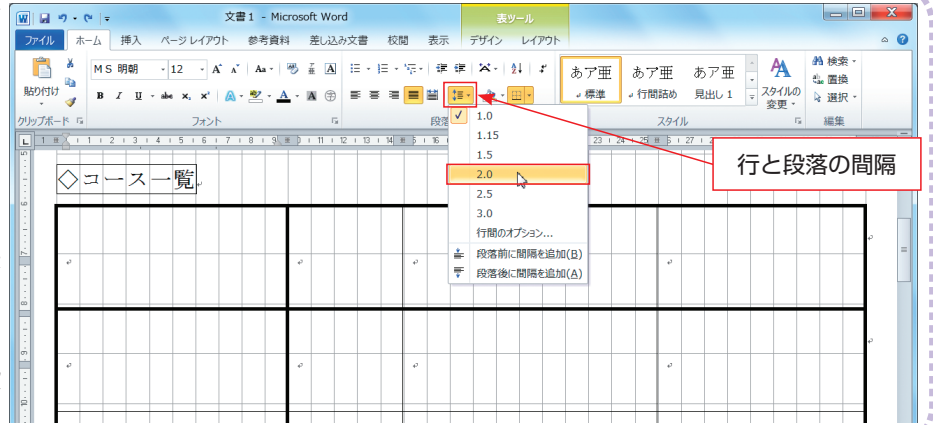 文書1 - Microsoft Word
表ツール
ファイル ホーム 挿入 ページ レイアウト 参考資料 差し込み文書 校閲 表示 デザイン レイアウト
貼り付け
MS 明朝 12
B I U abc x₂ x² A
Aa A A
あア亜 あア亜 あア亜
標準 行間詰め 見出し 1
スタイルの
変更
検索
置換
選択
クリップボード フォント スタイル 編集
1.0
1.15
1.5
2.0
2.5
3.0
行間のオプション...
段落前に間隔を追加(B)
段落後に間隔を追加(A)
行と段落の間隔
◇コース一覧